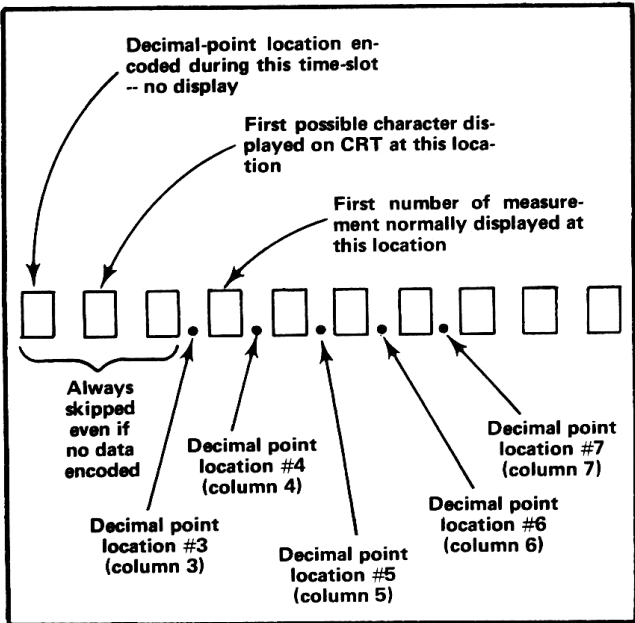 Decimal-point location en-
coded during this time-slot
-- no display
First possible character dis-
played on CRT at this loca-
tion
First number of measure-
ment normally displayed at
this location
Always
skipped
even if
no data
encoded
Decimal point
location #3
(column 3)
Decimal point
location #4
(column 4)
Decimal point
location #5
(column 5)
Decimal point
location #6
(column 6)
Decimal point
location #7
(column 7)